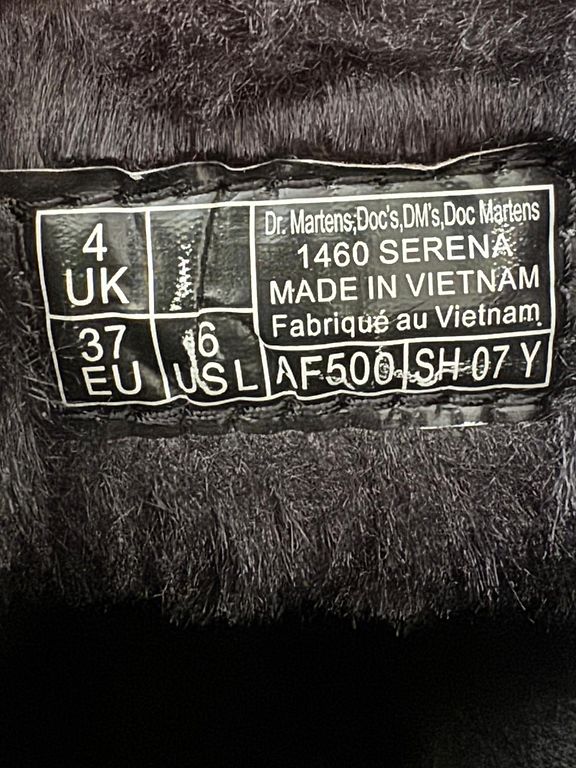 4
UK
37
EU
6
US L
Dr. Martens,Doc's,DM's,Doc Martens
1460 SERENA
MADE IN VIETNAM
Fabriqué au Vietnam.
AF500 SH 07 Y